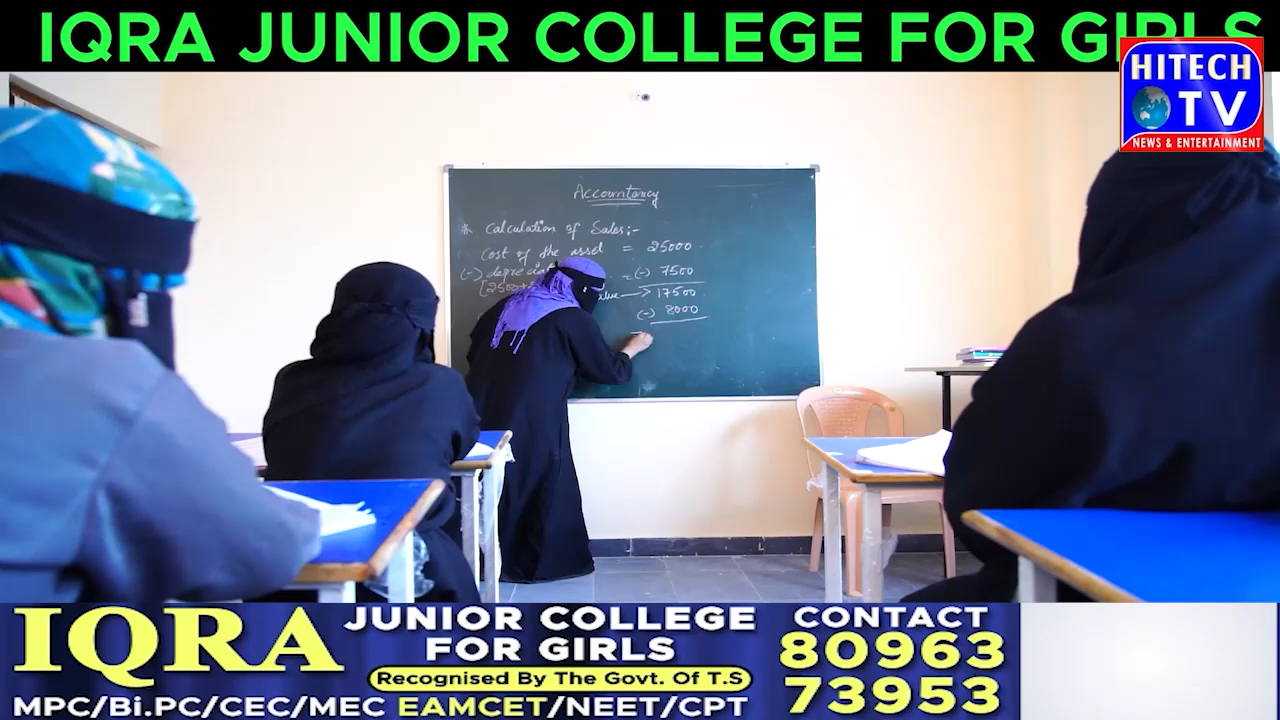 IQRA JUNIOR COLLEGE FOR GIRLS
HITECH
TV
NEWS & ENTERTAINMENT
Accountancy
* Calculation of Sales:-
Cost of the asset = 25000
(-) depreciat = (-) 7500
→ 17500
(-) 8000
IQRA
JUNIOR COLLEGE
FOR GIRLS
Recognised By The Govt. Of T.S
MPC/Bi.PC/CEC/MEC EAMCET/NEET/CPT
CONTACT
80963
73953